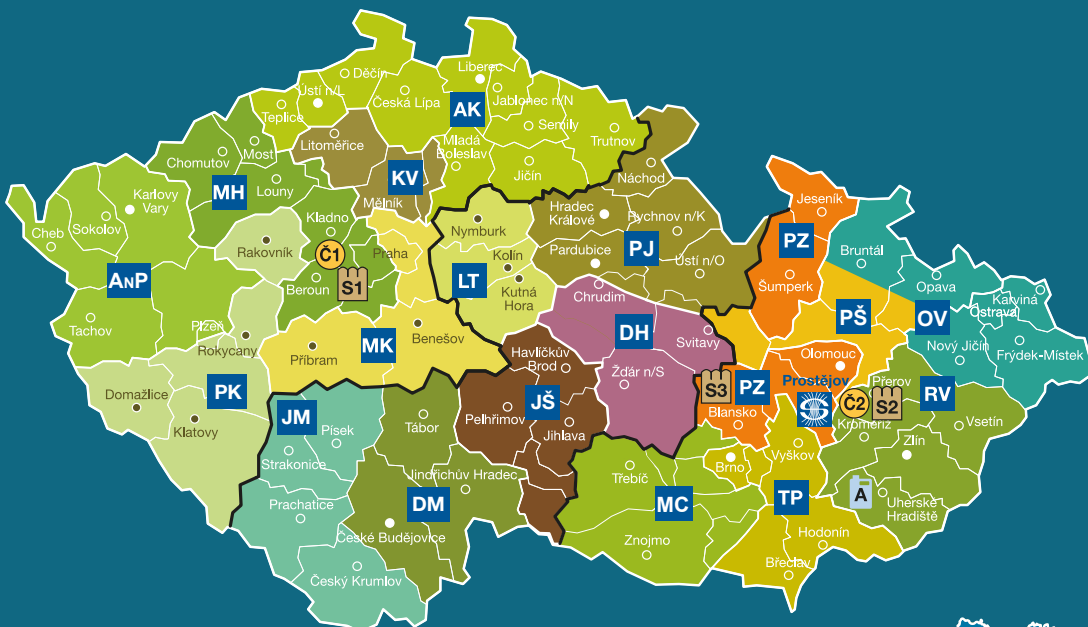 Děčín
Liberec
Ústí n/L
Česká Lípa
Jablonec n/N
Teplice
AK
Semily
Most
Litoměřice
Mladá
Boleslav
Trutnov
Chomutov
Jičín
MH
Louny
KV
Náchod
Karlovy
Vary
Mělník
Jeseník
Sokolov
Kladno
Nymburk
Hradec
Králové
Rychnov n/K
Cheb
Rakovník
Praha
PJ
PZ
Bruntál
Č1
Kolín
Pardubice
Ústí n/O
AnP
Beroun
S1
LT
Kutná
Hora
Chrudim
Šumperk
Opava
Karviná
Ostrava
PŠ
OV
Tachov
Plzeň
Rokycany
MK
Benešov
DH
Svitavy
Nový Jičín
Příbram
Havlíčkův
Brod
Olomouc
Frýdek-Místek
Žďár n/S
S3
PZ
Prostějov
Přerov
Domažlice
PK
Č2
S2
RV
JM
Pelhřimov
JŠ
Blansko
Kroměříž
Klatovy
Písek
Tábor
Jihlava
Vsetín
Strakonice
Brno
Vyškov
Zlín
Jindřichův Hradec
Třebíč
Prachatice
DM
MC
TP
A
Uherské
Hradiště
České Budějovice
Znojmo
Hodonín
Břeclav
Český Krumlov